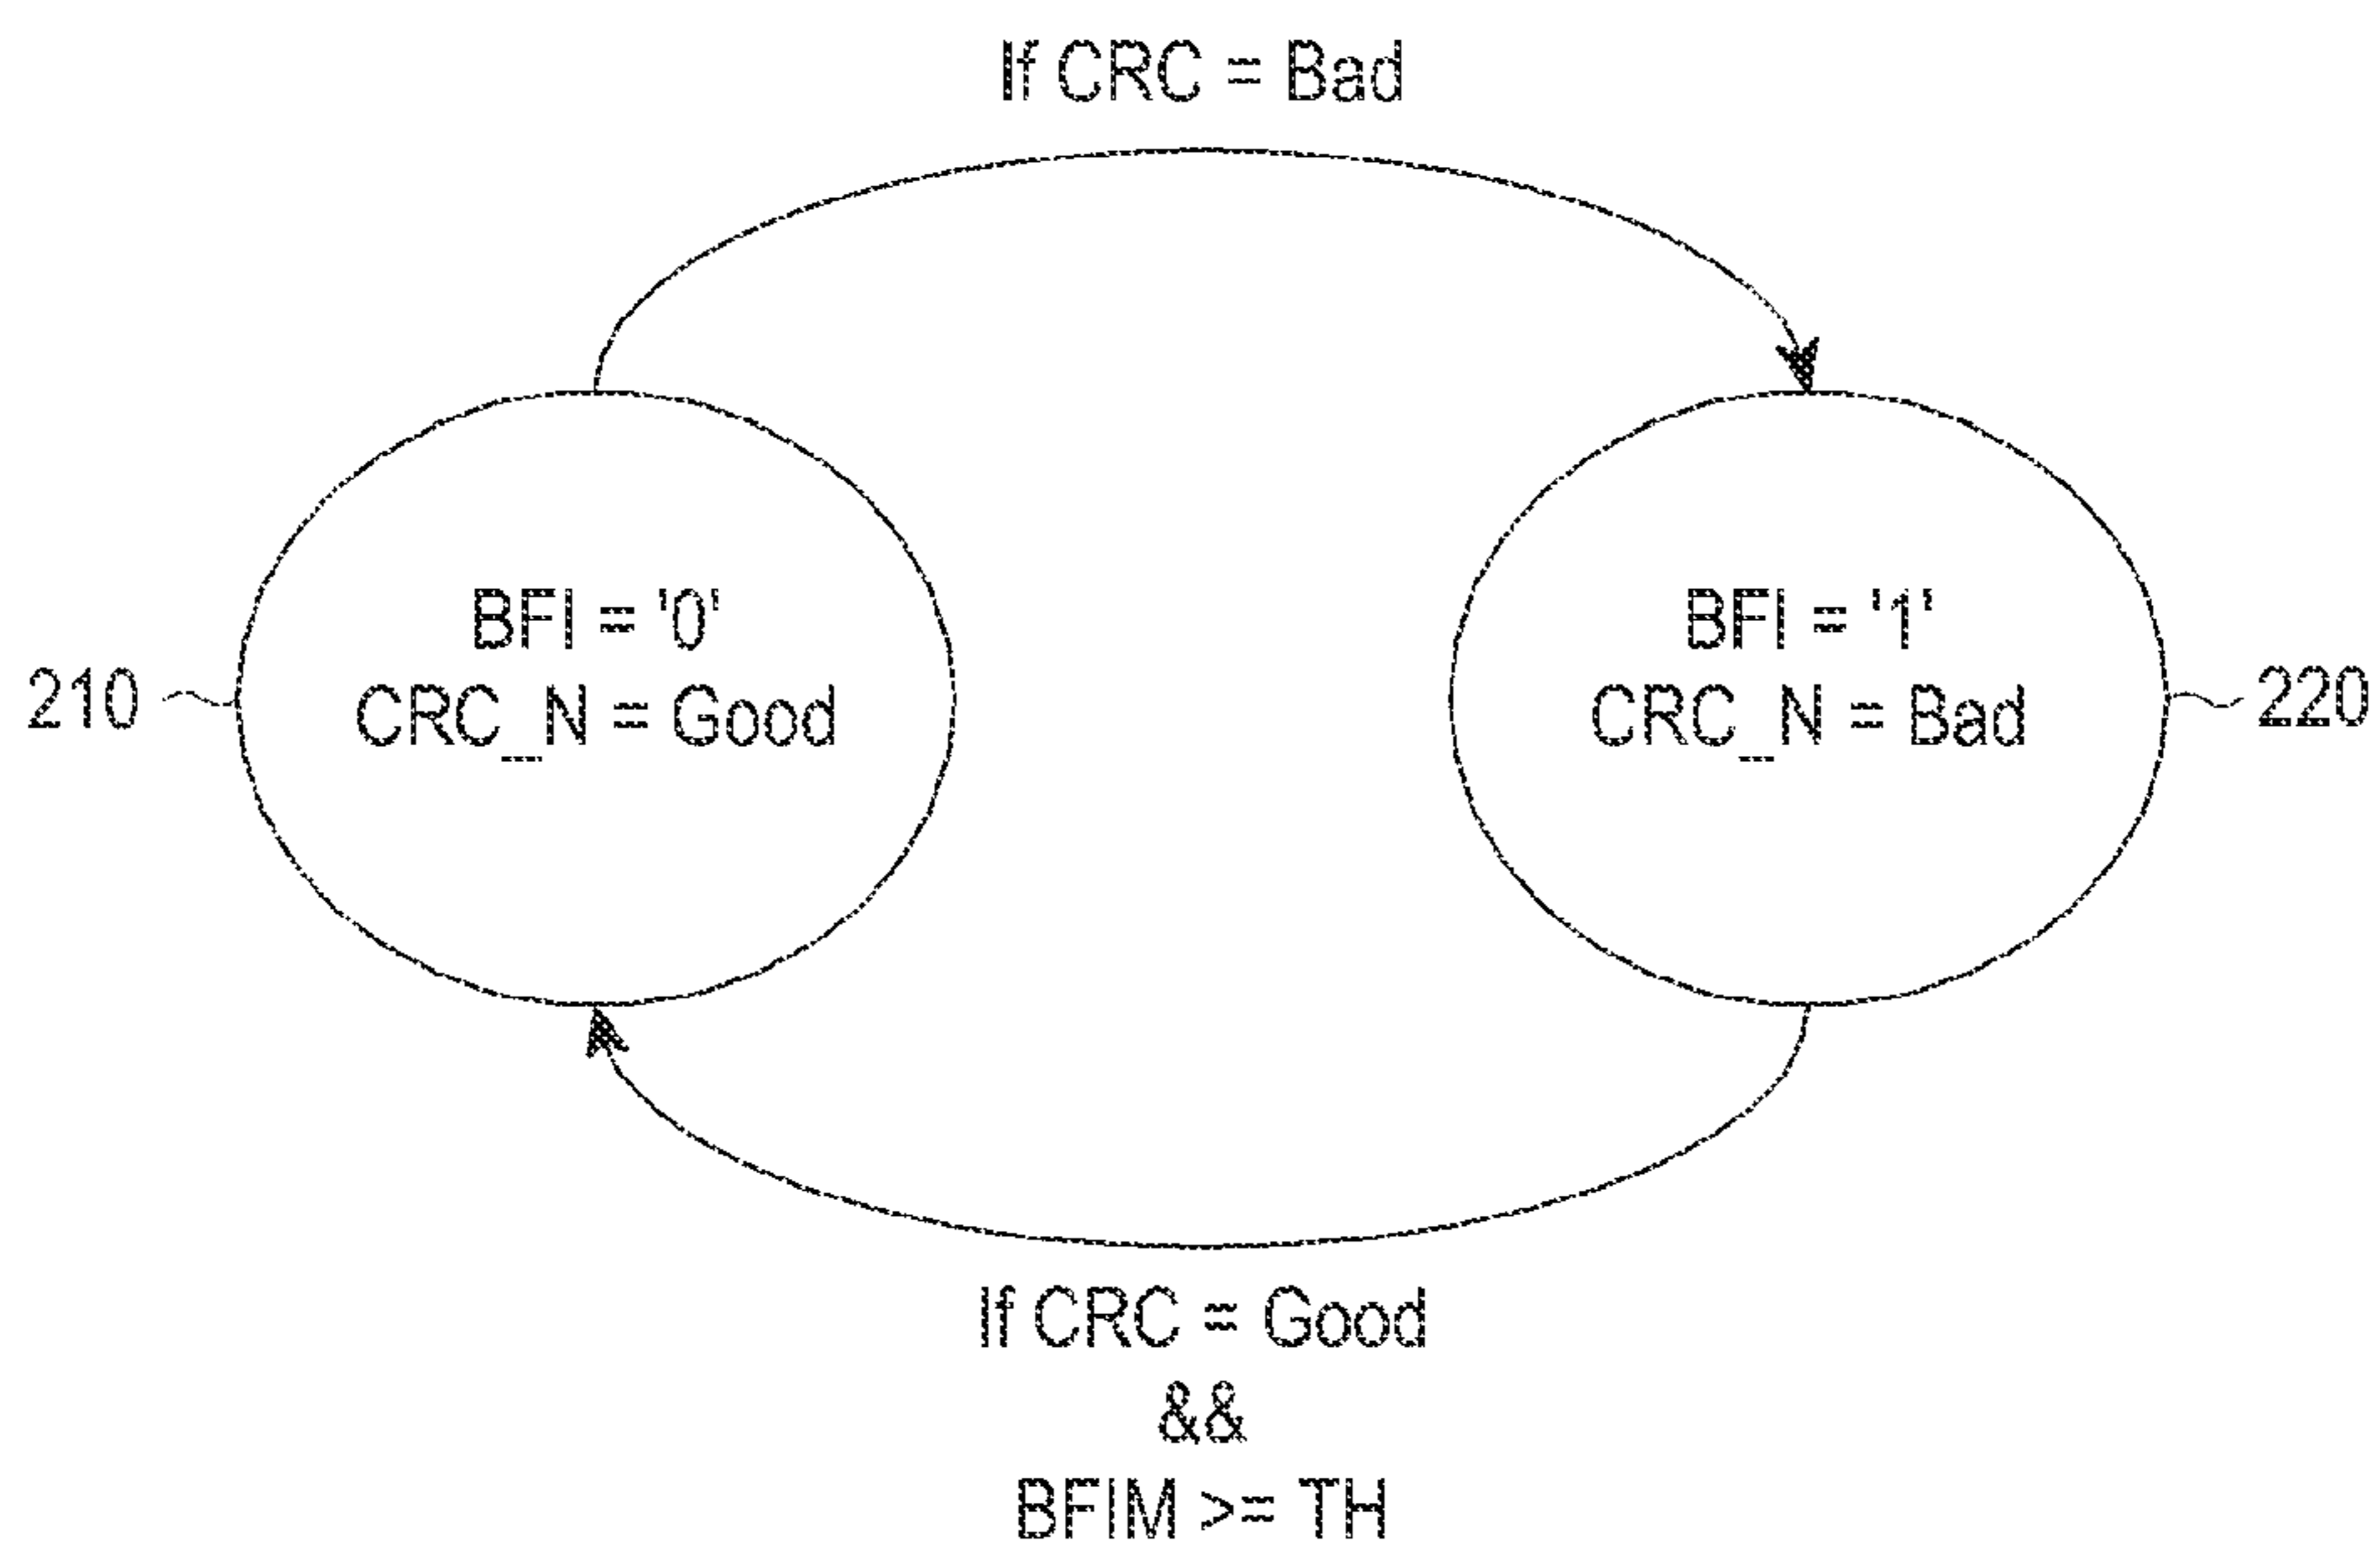 If CRC = Bad
BFI = '0'
CRC_N = Good
210
BFI = '1'
CRC_N = Bad
220
If CRC = Good
&&
BFIM >= TH